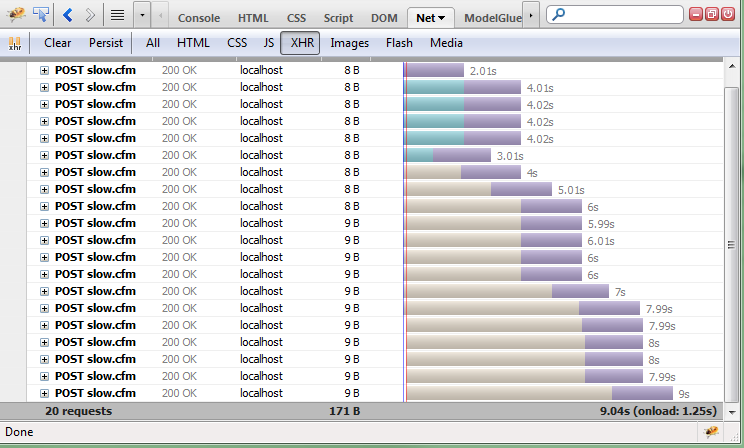 Console HTML CSS Script DOM Net ModelGlue
xhr Clear Persist All HTML CSS JS XHR Images Flash Media
POST slow.cfm 200 OK localhost 8 B 2.01s
POST slow.cfm 200 OK localhost 8 B 4.01s
POST slow.cfm 200 OK localhost 8 B 4.02s
POST slow.cfm 200 OK localhost 8 B 4.02s
POST slow.cfm 200 OK localhost 8 B 4.02s
POST slow.cfm 200 OK localhost 8 B 3.01s
POST slow.cfm 200 OK localhost 8 B 4s
POST slow.cfm 200 OK localhost 8 B 5.01s
POST slow.cfm 200 OK localhost 8 B 6s
POST slow.cfm 200 OK localhost 9 B 5.99s
POST slow.cfm 200 OK localhost 9 B 6.01s
POST slow.cfm 200 OK localhost 9 B 6s
POST slow.cfm 200 OK localhost 9 B 6s
POST slow.cfm 200 OK localhost 9 B 7s
POST slow.cfm 200 OK localhost 9 B 7.99s
POST slow.cfm 200 OK localhost 9 B 7.99s
POST slow.cfm 200 OK localhost 9 B 8s
POST slow.cfm 200 OK localhost 9 B 8s
POST slow.cfm 200 OK localhost 9 B 7.99s
POST slow.cfm 200 OK localhost 9 B 9s
20 requests 171 B 9.04s (onload: 1.25s)
Done